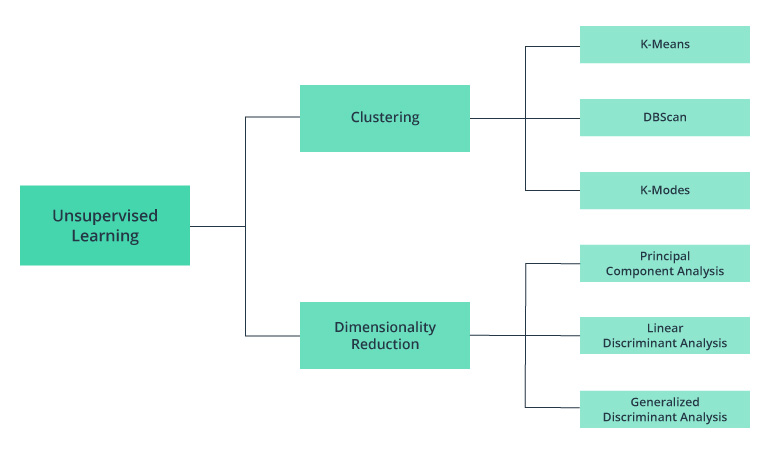 Unsupervised
Learning
Clustering
K-Means
DBScan
K-Modes
Dimensionality
Reduction
Principal
Component Analysis
Linear
Discriminant Analysis
Generalized
Discriminant Analysis